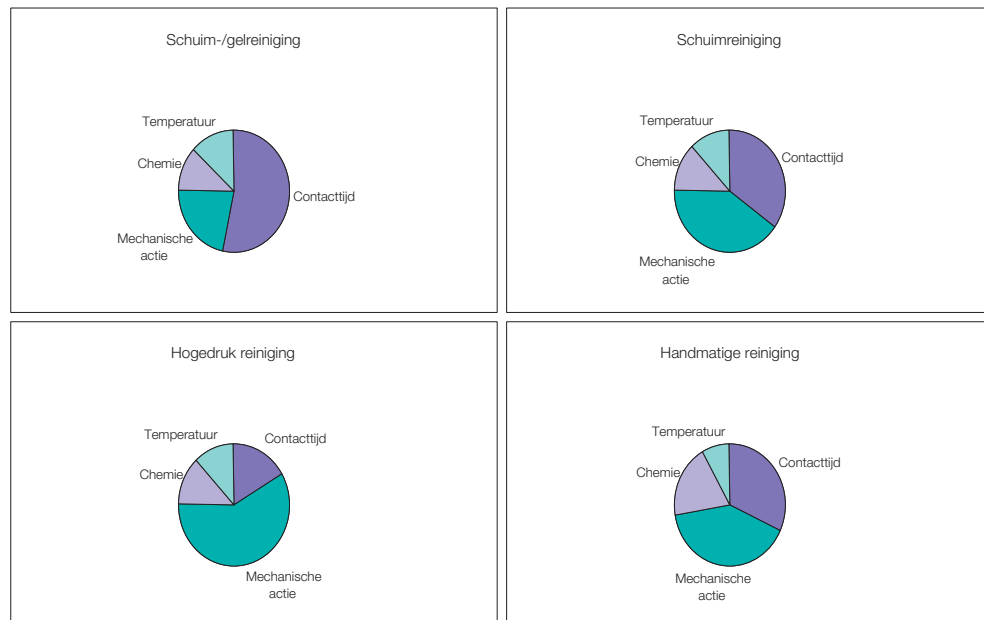 Schuim-/gelreiniging
Temperatuur
Chemie
Contacttijd
Mechanische
actie
Schuimreiniging
Temperatuur
Contacttijd
Chemie
Mechanische
actie
Hogedruk reiniging
Temperatuur
Contacttijd
Chemie
Mechanische
actie
Handmatige reiniging
Temperatuur
Contacttijd
Chemie
Mechanische
actie